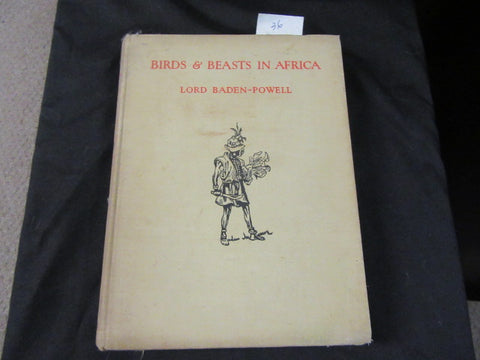 36
BIRDS & BEASTS IN AFRICA
LORD BADEN-POWELL